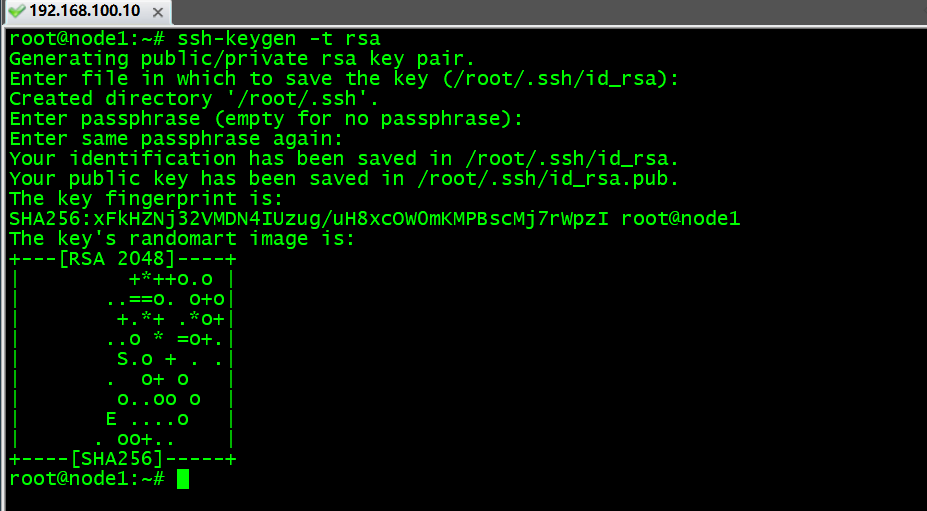 192.168.100.10
root@node1:~# ssh-keygen -t rsa
Generating public/private rsa key pair.
Enter file in which to save the key (/root/.ssh/id_rsa):
Created directory '/root/.ssh'.
Enter passphrase (empty for no passphrase):
Enter same passphrase again:
Your identification has been saved in /root/.ssh/id_rsa.
Your public key has been saved in /root/.ssh/id_rsa.pub.
The key fingerprint is:
SHA256:xFkHZNj32VMDN4IUzug/uH8xcOW0mKMPBscMj7rWpzI root@node1
The key's randomart image is:
+---[RSA 2048]----+
|          +*++o.o |
|        ..==o. o+o|
|         +.*+ .*o+|
|        ..o * =o+.|
|         S.o + . .|
|        .  o+ o   |
|         o..oo o  |
|        E ....o   |
|       . oo+..    |
+----[SHA256]-----+
root@node1:~#